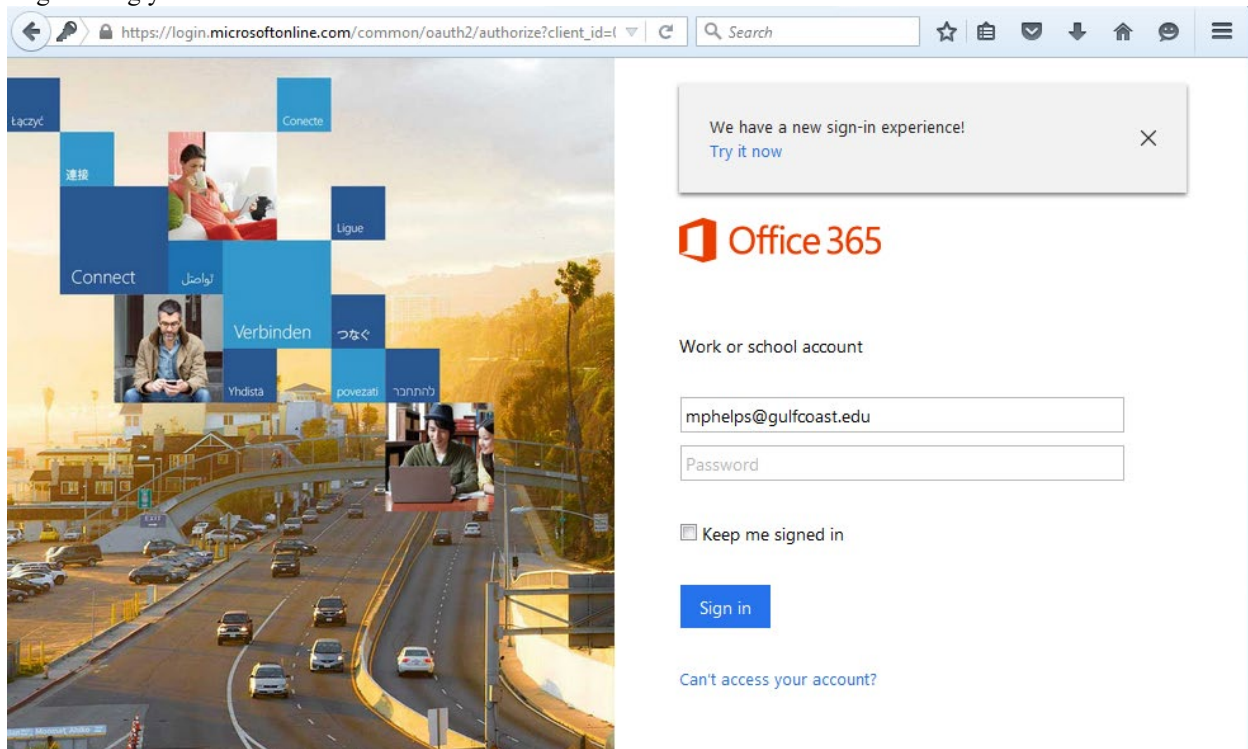 https://login.microsoftonline.com/common/oauth2/authorize?client_id=
Search
Łączyć
Conecte
連接
Ligue
Connect
تواصل
Verbinden
つなぐ
Yhdistä
povezati
להתחבר
EXIT
We have a new sign-in experience!
Try it now
Office 365
Work or school account
mphelps@gulfcoast.edu
Password
Keep me signed in
Sign in
Can't access your account?